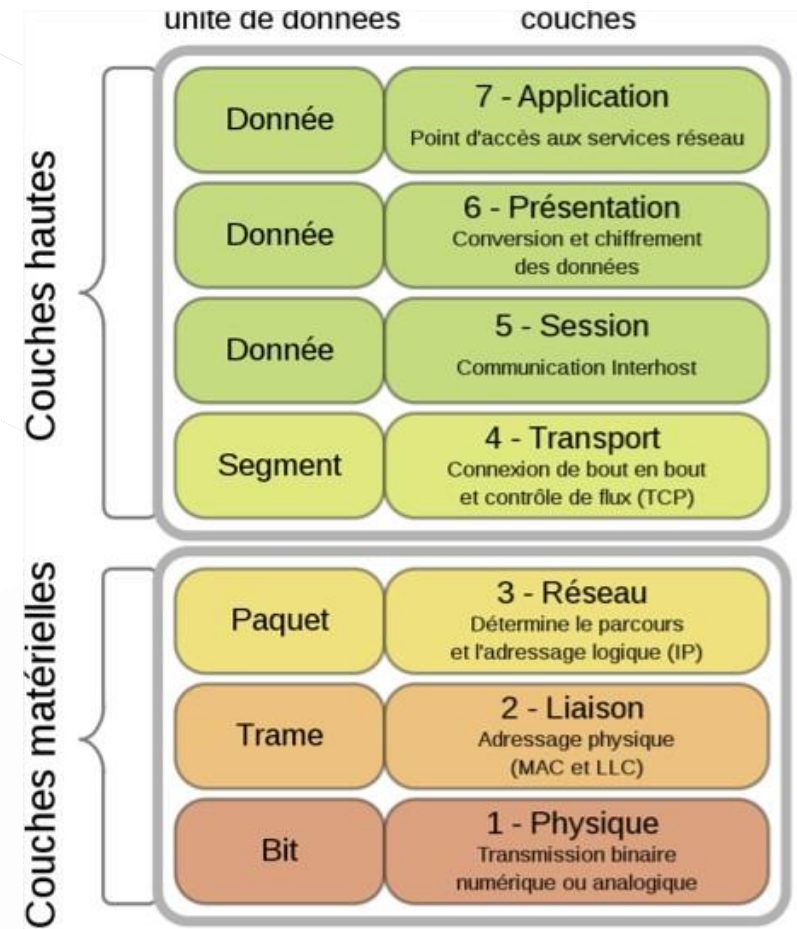 unité de données couches
Couches hautes
Donnée
7 - Application
Point d'accès aux services réseau
Donnée
6 - Présentation
Conversion et chiffrement
des données
Donnée
5 - Session
Communication Interhost
Segment
4 - Transport
Connexion de bout en bout
et contrôle de flux (TCP)
Couches matérielles
Paquet
3 - Réseau
Détermine le parcours
et l'adressage logique (IP)
Trame
2 - Liaison
Adressage physique
(MAC et LLC)
Bit
1 - Physique
Transmission binaire
numérique ou analogique